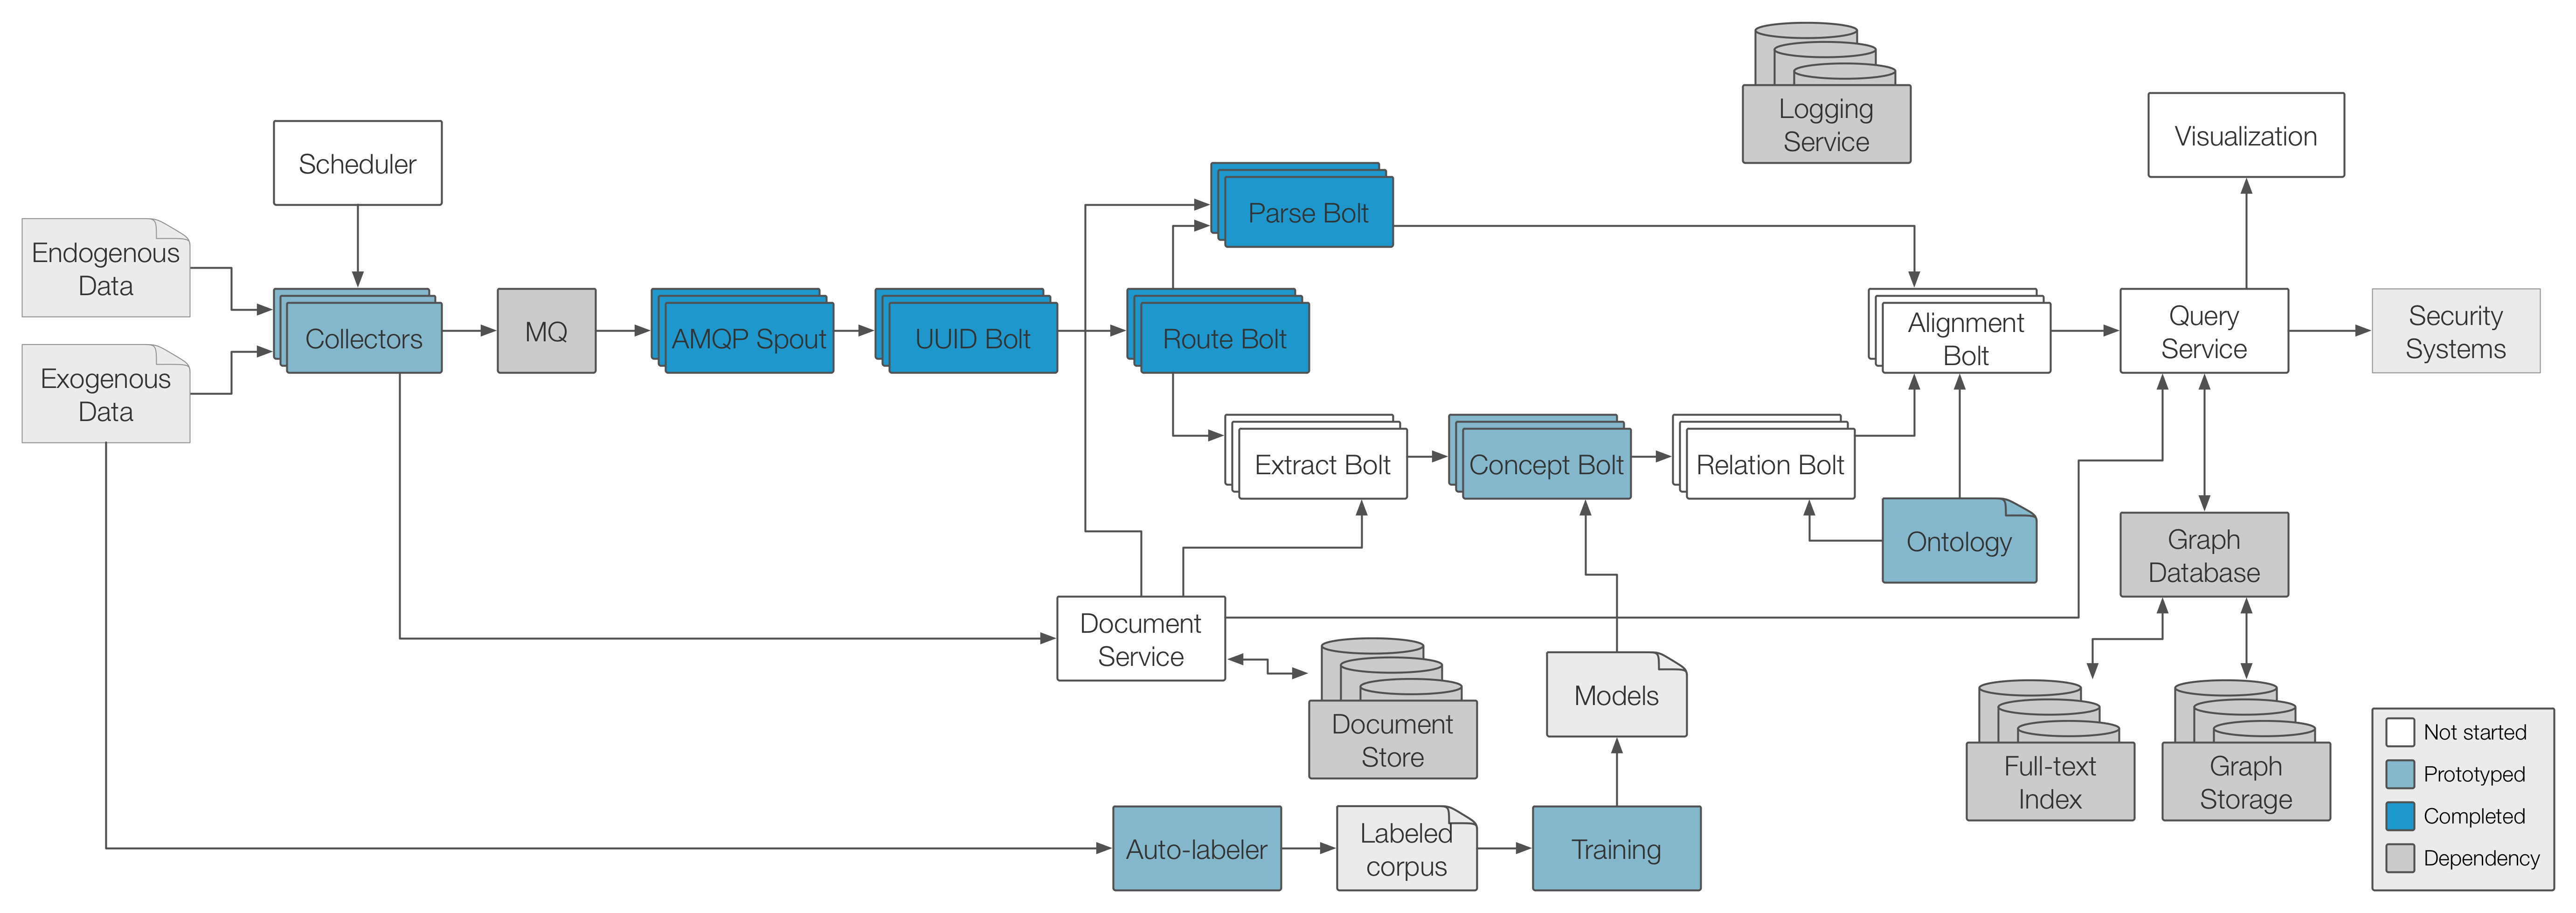 Logging
Service
Visualization
Scheduler
Parse Bolt
Endogenous
Data
Exogenous
Data
Collectors
MQ
AMQP Spout
UUID Bolt
Route Bolt
Alignment
Bolt
Query
Service
Security
Systems
Extract Bolt
Concept Bolt
Relation Bolt
Ontology
Graph
Database
Document
Service
Document
Store
Models
Full-text
Index
Graph
Storage
Auto-labeler
Labeled
corpus
Training
Not started
Prototyped
Completed
Dependency